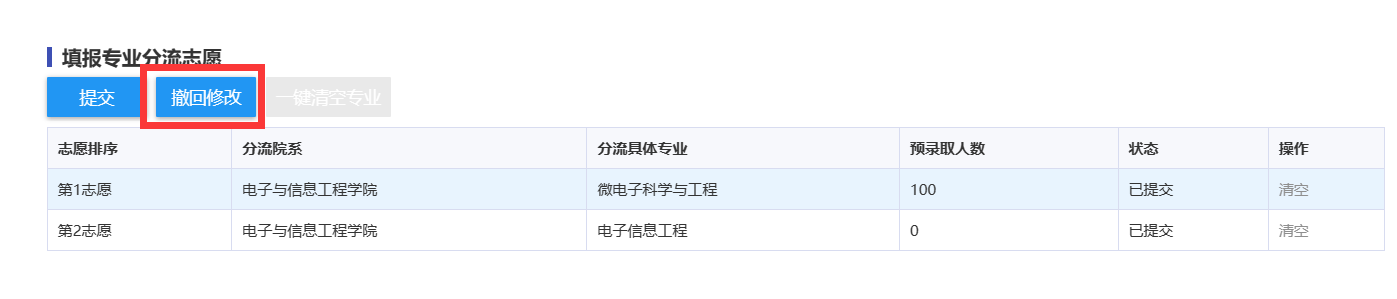 填报专业分流志愿
提交 撤回修改 一键清空专业
志愿排序 分流院系 分流具体专业 预录取人数 状态 操作
第1志愿 电子与信息工程学院 微电子科学与工程 100 已提交 清空
第2志愿 电子与信息工程学院 电子信息工程 0 已提交 清空